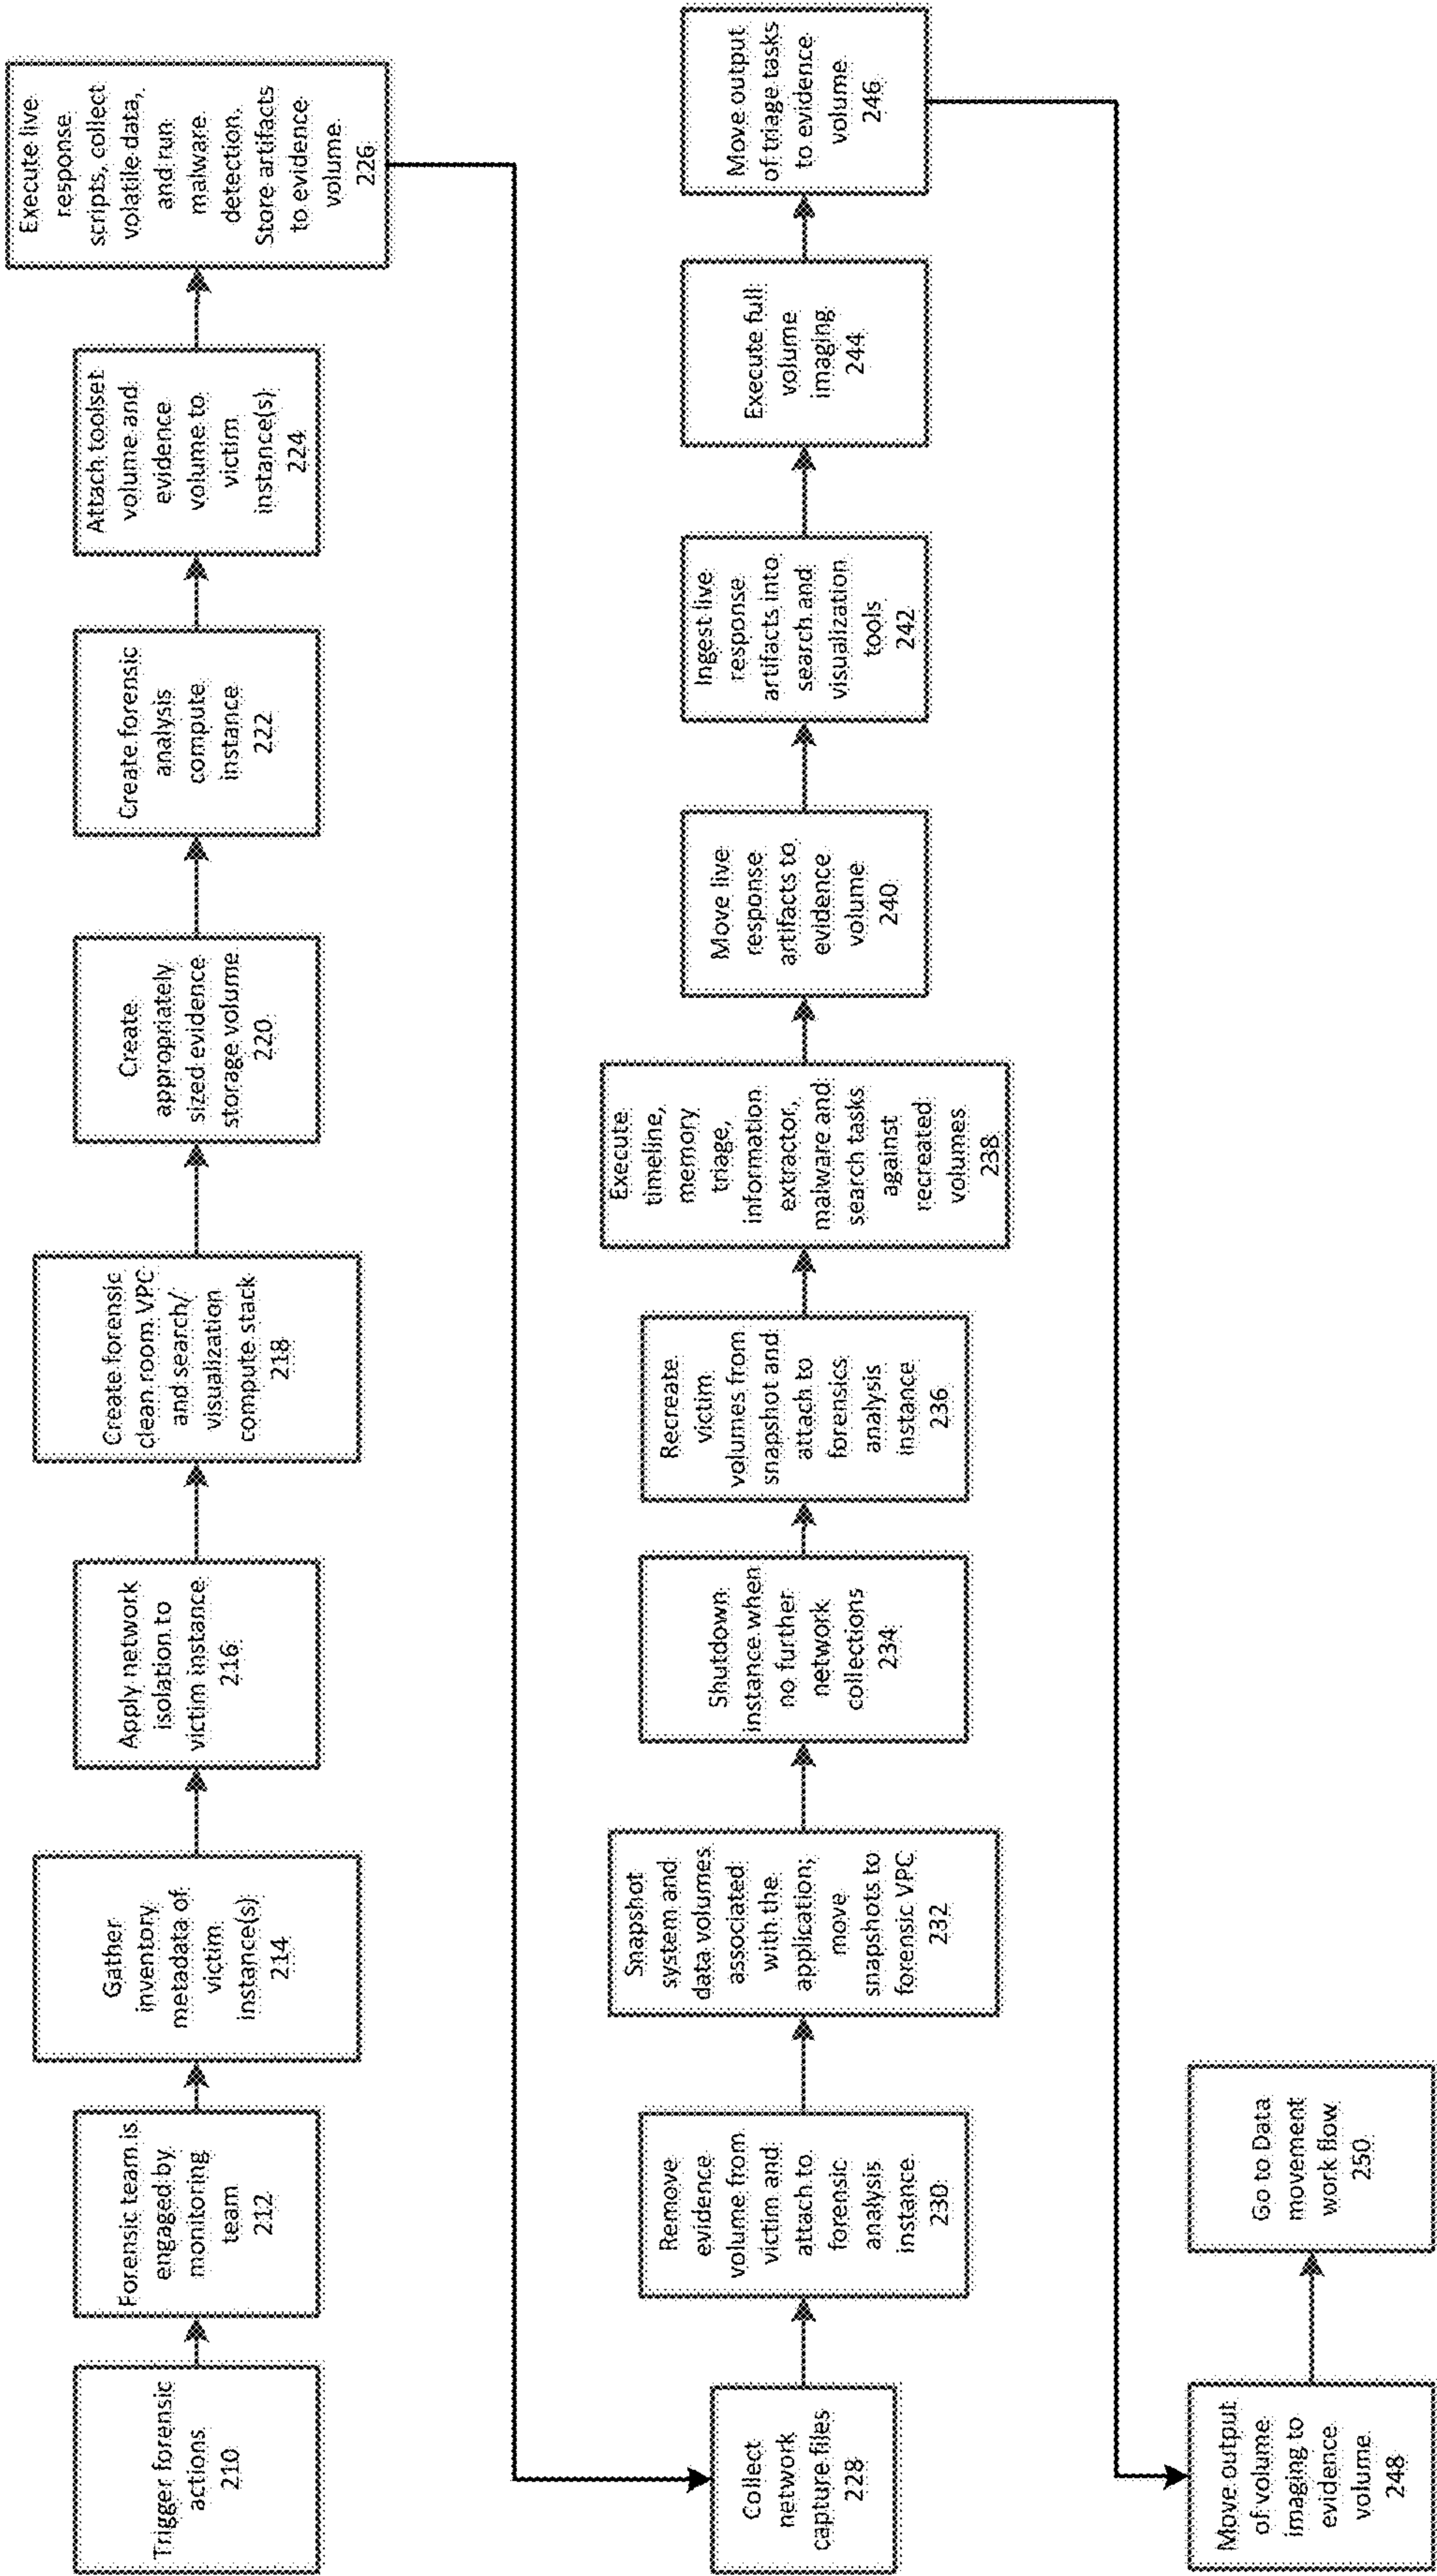 Trigger forensic
actions
210
Forensic team is
engaged by
monitoring
team
212
Gather
inventory
metadata of
victim
instance(s)
214
Apply network
isolation to
victim instance
216
Create forensic
clean room VPC
and search/
visualization
compute stack
218
Create
appropriately
sized evidence
storage volume
220
Create forensic
analysis
compute
instance
222
Attach toolset
volume and
evidence
volume to
victim
instance(s)
224
Execute live
response
scripts, collect
volatile data,
and run
malware
detection.
Store artifacts
to evidence
volume.
226
Collect
network
capture files
228
Remove
evidence
volume from
victim and
attach to
forensic
analysis
instance.
230
Snapshot
system and
data volumes
associated
with the
application;
move
snapshots to
forensic VPC
232
Shutdown
instance when
no further
network
collections
234
Recreate
victim
volumes from
snapshot and
attach to
forensics
analysis
instance
236
Execute
timeline,
memory
triage,
information
extractor,
malware and
search tasks
against
recreated
volumes
238
Move live
response
artifacts to
evidence
volume
240
Ingest live
response
artifacts into
search and
visualization
tools
242
Execute full
volume
imaging
244
Move output
of triage tasks
to evidence
volume
246
Move output
of volume
imaging to
evidence
volume.
248
Go to Data
movement
work flow
250